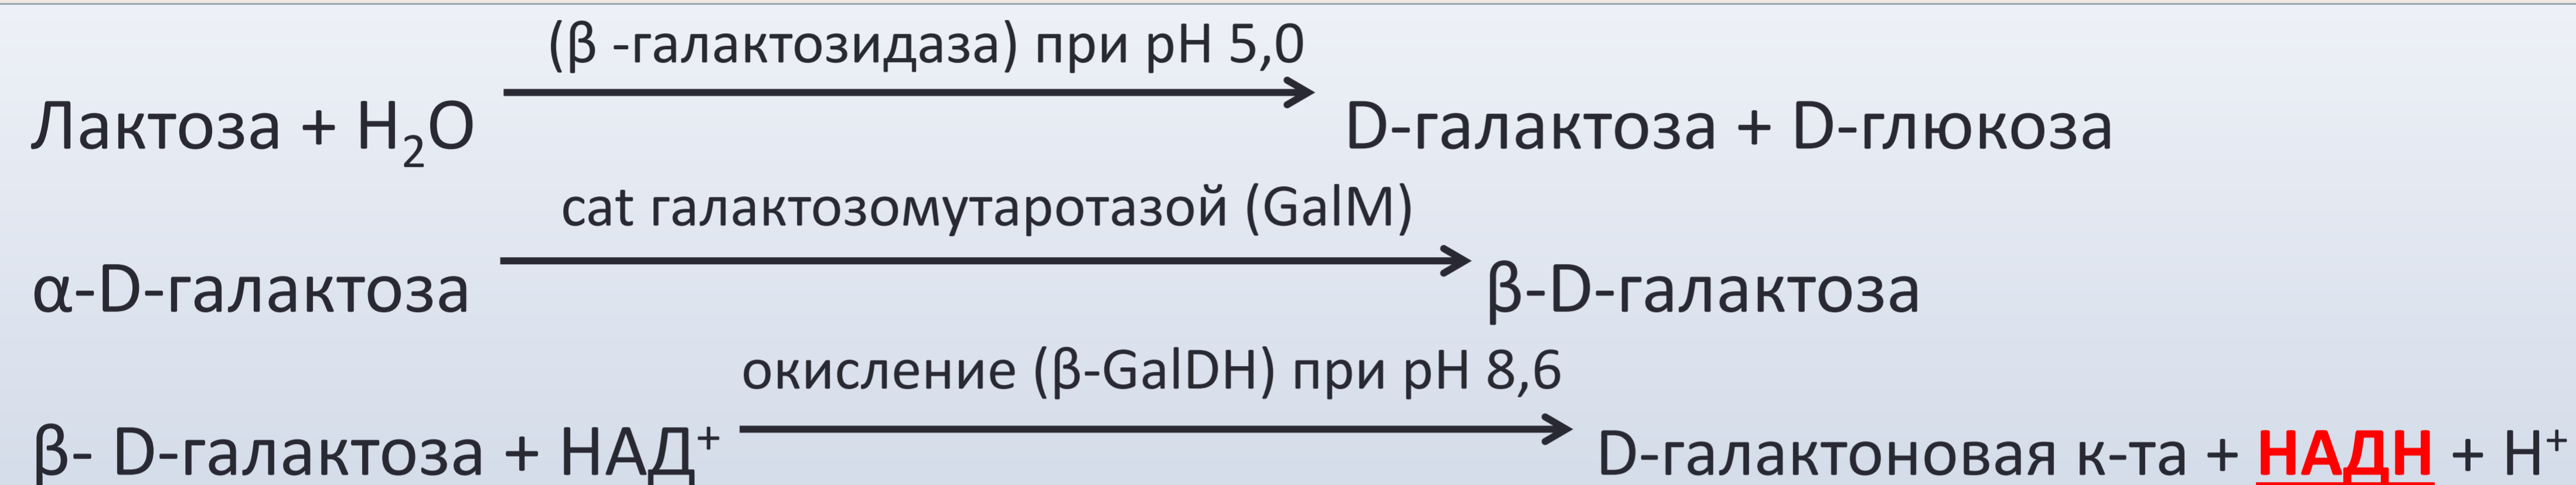 (β -галактозидаза) при pH 5,0
Лактоза + H₂O D-галактоза + D-глюкоза
cat галактозомутаротазой (GalM)
α-D-галактоза β-D-галактоза
окисление (β-GalDH) при pH 8,6
β- D-галактоза + НАД⁺ D-галактоновая к-та + НАДН + H⁺